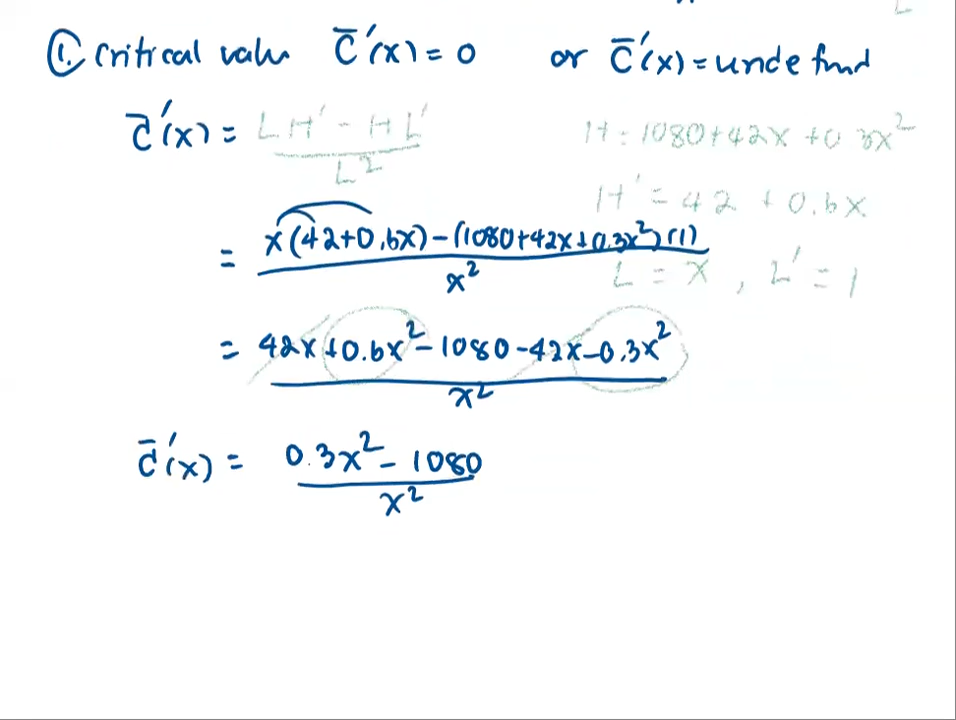 ① Critical value C̄'(x) = 0 or C̄'(x) = undefind
C̄'(x) = (LH' - HL') / L² H = 1080+42x+0.3x²
H' = 42 + 0.6x
= (x(42+0.6x) - (1080+42x+0.3x²)(1)) / x² L = x, L' = 1
= (42x+0.6x² - 1080 - 42x - 0.3x²) / x²
C̄'(x) = (0.3x² - 1080) / x²